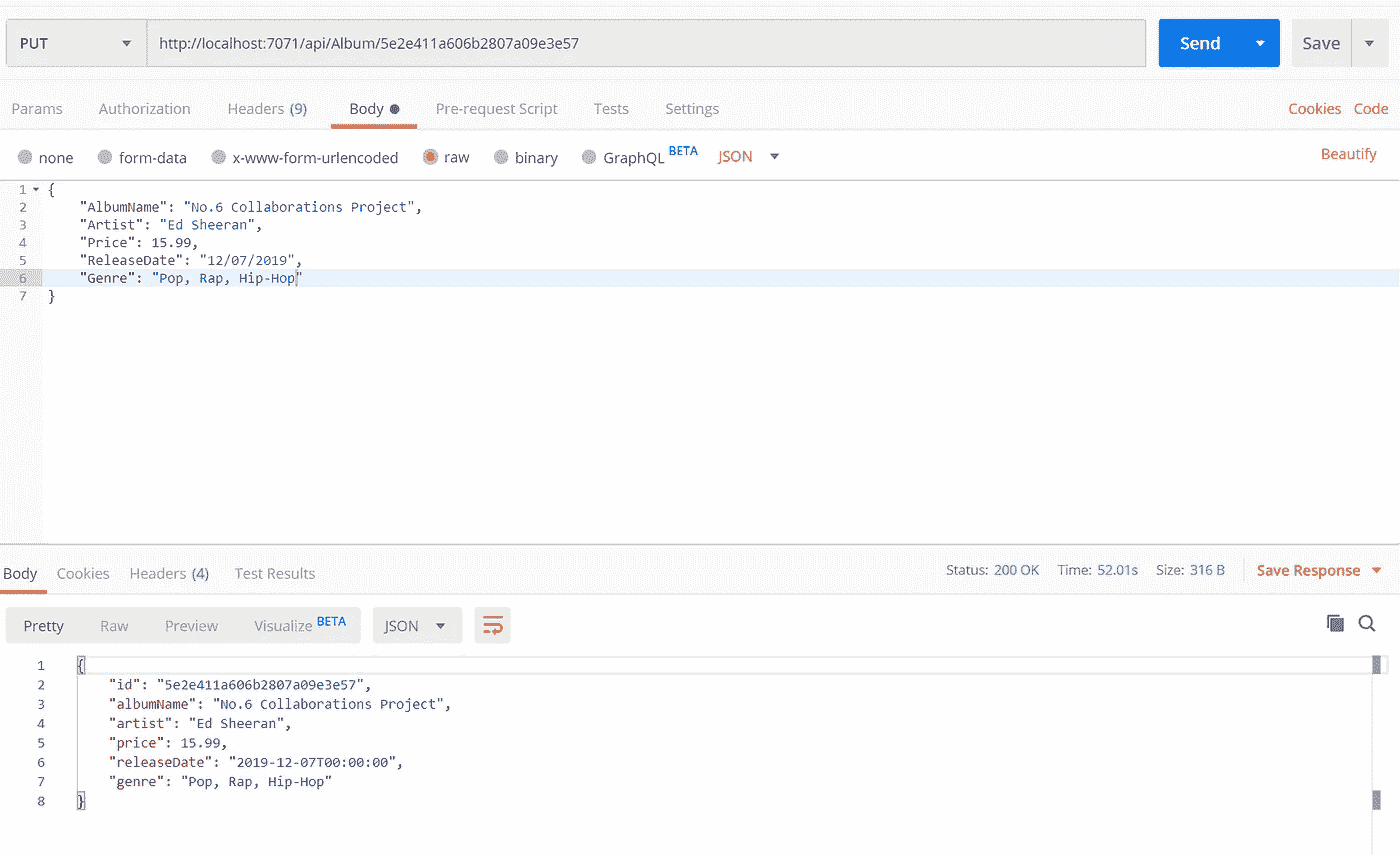 PUT http://localhost:7071/api/Album/5e2e411a606b2807a09e3e57 Send Save
Params Authorization Headers (9) Body Pre-request Script Tests Settings Cookies Code
none form-data x-www-form-urlencoded raw binary GraphQL BETA JSON Beautify
1 {
2 "AlbumName": "No.6 Collaborations Project",
3 "Artist": "Ed Sheeran",
4 "Price": 15.99,
5 "ReleaseDate": "12/07/2019",
6 "Genre": "Pop, Rap, Hip-Hop"
7 }
Body Cookies Headers (4) Test Results Status: 200 OK Time: 52.01s Size: 316 B Save Response
Pretty Raw Preview Visualize BETA JSON
1 {
2 "id": "5e2e411a606b2807a09e3e57",
3 "albumName": "No.6 Collaborations Project",
4 "artist": "Ed Sheeran",
5 "price": 15.99,
6 "releaseDate": "2019-12-07T00:00:00",
7 "genre": "Pop, Rap, Hip-Hop"
8 }